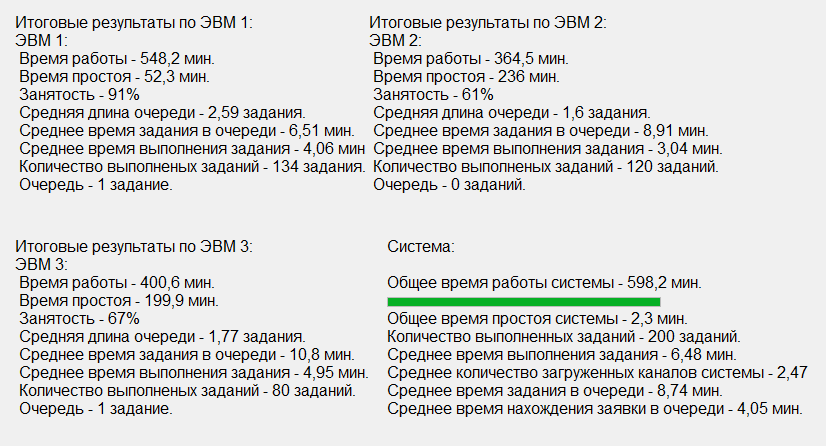 Итоговые результаты по ЭВМ 1:
ЭВМ 1:
Время работы - 548,2 мин.
Время простоя - 52,3 мин.
Занятость - 91%
Средняя длина очереди - 2,59 задания.
Среднее время задания в очереди - 6,51 мин.
Среднее время выполнения задания - 4,06 мин
Количество выполненых заданий - 134 задания.
Очередь - 1 задание.
Итоговые результаты по ЭВМ 2:
ЭВМ 2:
Время работы - 364,5 мин.
Время простоя - 236 мин.
Занятость - 61%
Средняя длина очереди - 1,6 задания.
Среднее время задания в очереди - 8,91 мин.
Среднее время выполнения задания - 3,04 мин.
Количество выполненых заданий - 120 заданий.
Очередь - 0 заданий.
Итоговые результаты по ЭВМ 3:
ЭВМ 3:
Время работы - 400,6 мин.
Время простоя - 199,9 мин.
Занятость - 67%
Средняя длина очереди - 1,77 задания.
Среднее время задания в очереди - 10,8 мин.
Среднее время выполнения задания - 4,95 мин.
Количество выполненых заданий - 80 заданий.
Очередь - 1 задание.
Система:
Общее время работы системы - 598,2 мин.
Общее время простоя системы - 2,3 мин.
Количество выполненных заданий - 200 заданий.
Среднее время выполнения задания - 6,48 мин.
Среднее количество загруженных каналов системы - 2,47
Среднее время задания в очереди - 8,74 мин.
Среднее время нахождения заявки в очереди - 4,05 мин.